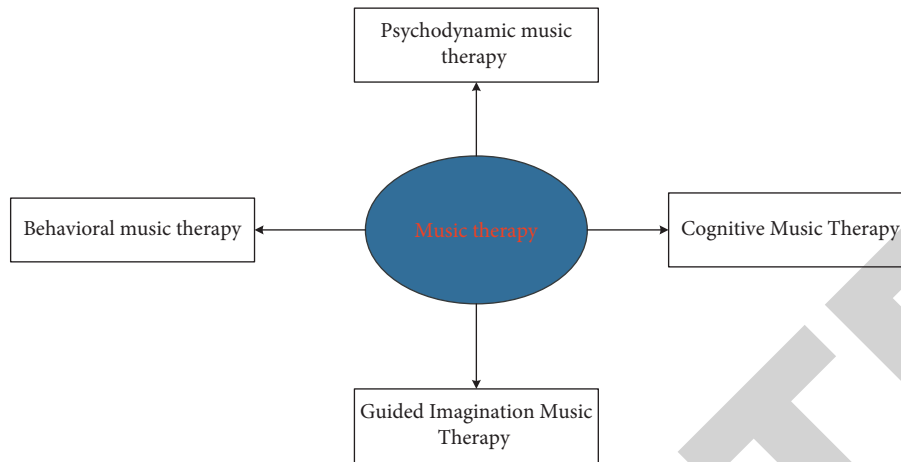 Psychodynamic music
therapy
Behavioral music therapy
Music therapy
Cognitive Music Therapy
Guided Imagination Music
Therapy